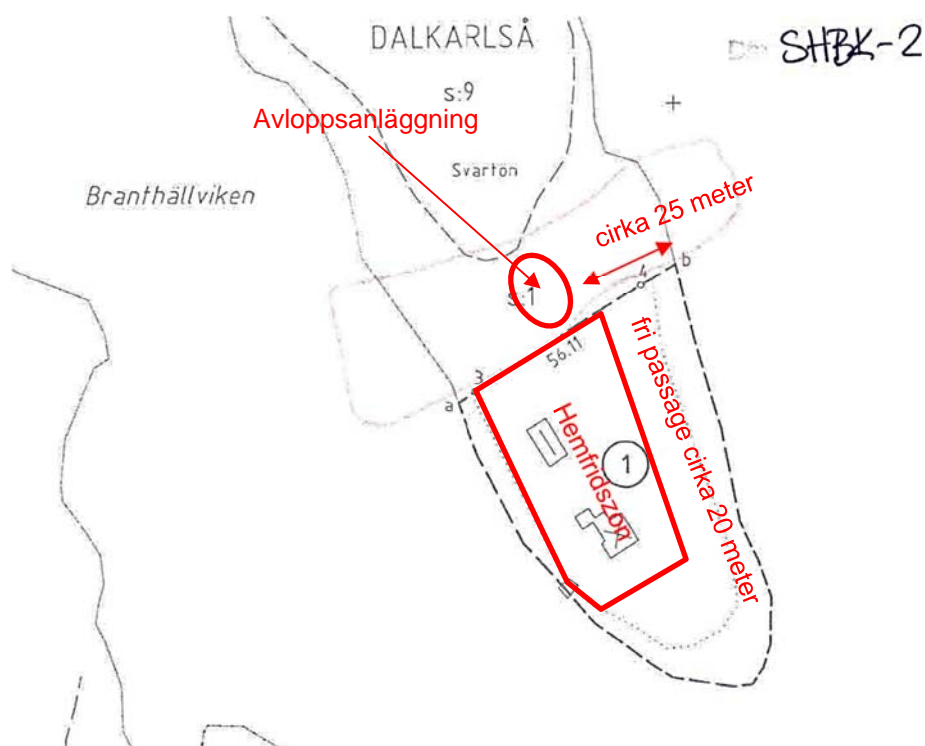 DALKARLSÅ
SHBK-2
s:9
Avloppsanläggning
Svartön
Branthällviken
cirka 25 meter
s:1
4
b
56.11
3
a
fri passage cirka 20 meter
Hemfridszon
1